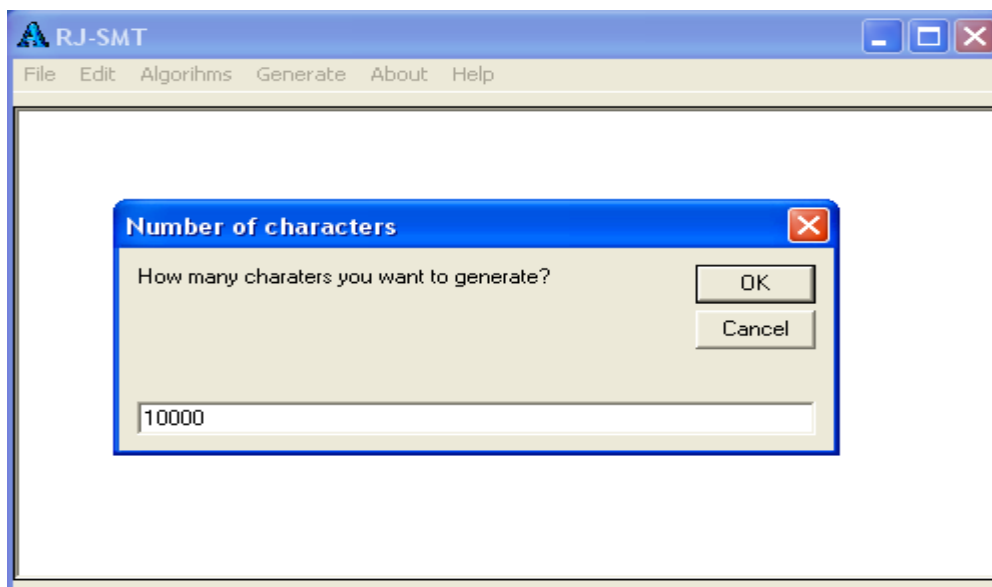 RJ-SMT
File Edit Algorihms Generate About Help
Number of characters
How many charaters you want to generate?
OK
Cancel
10000